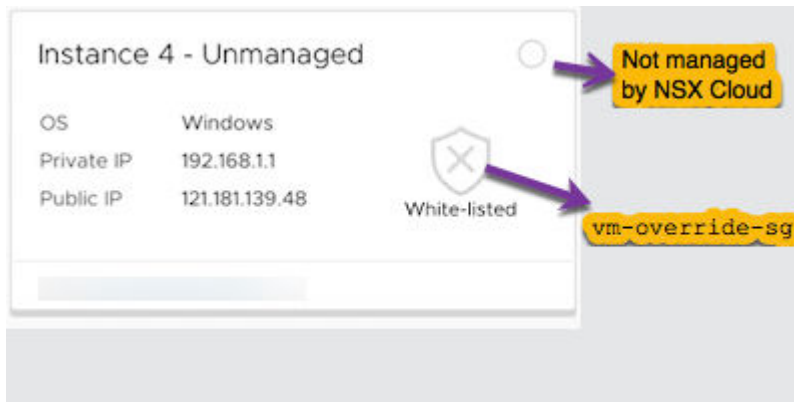 Instance 4 - Unmanaged
Not managed
by NSX Cloud
OS Windows
Private IP 192.168.1.1
Public IP 121.181.139.48
White-listed
vm-override-sg